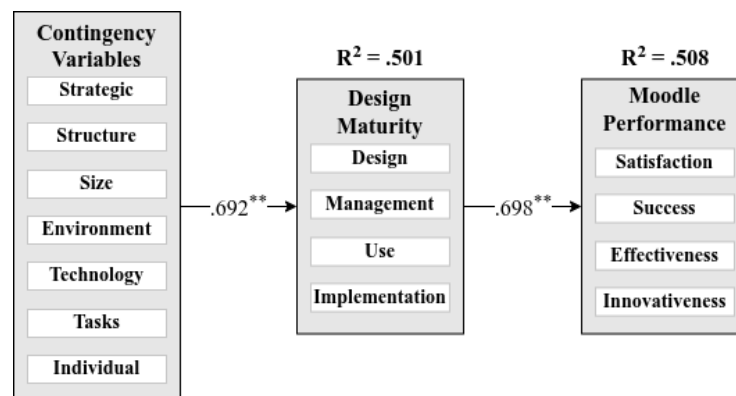 Contingency
Variables
Strategic
Structure
Size
Environment
Technology
Tasks
Individual
.692**
R² = .501
Design
Maturity
Design
Management
Use
Implementation
.698**
R² = .508
Moodle
Performance
Satisfaction
Success
Effectiveness
Innovativeness